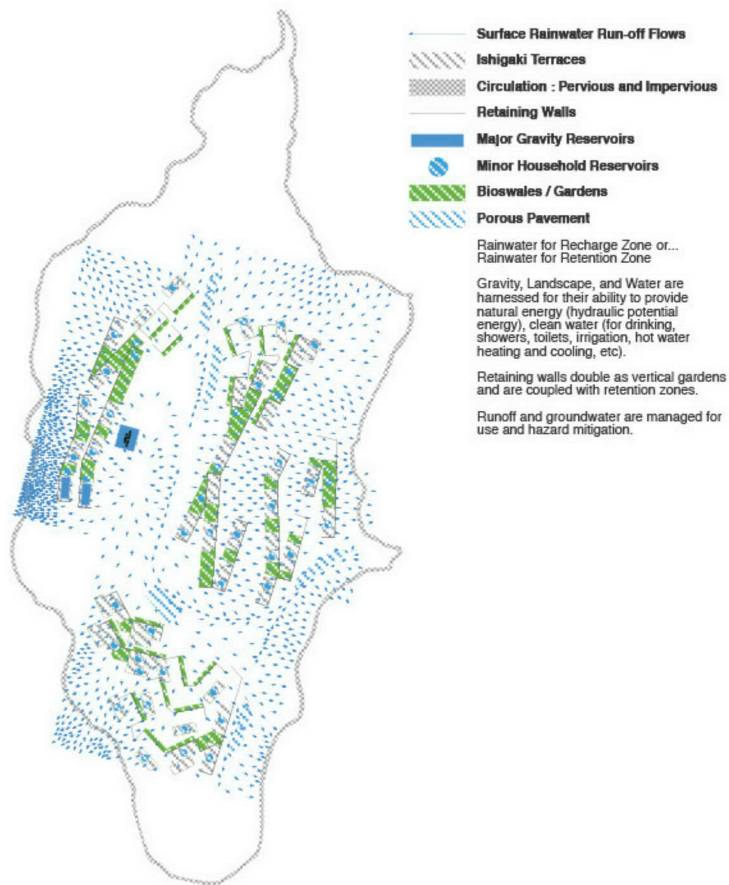 Surface Rainwater Run-off Flows
Ishigaki Terraces
Circulation : Pervious and Impervious
Retaining Walls
Major Gravity Reservoirs
Minor Household Reservoirs
Bioswales / Gardens
Porous Pavement
Rainwater for Recharge Zone or...
Rainwater for Retention Zone
Gravity, Landscape, and Water are
harnessed for their ability to provide
natural energy (hydraulic potential
energy), clean water (for drinking,
showers, toilets, irrigation, hot water
heating and cooling, etc).
Retaining walls double as vertical gardens
and are coupled with retention zones.
Runoff and groundwater are managed for
use and hazard mitigation.